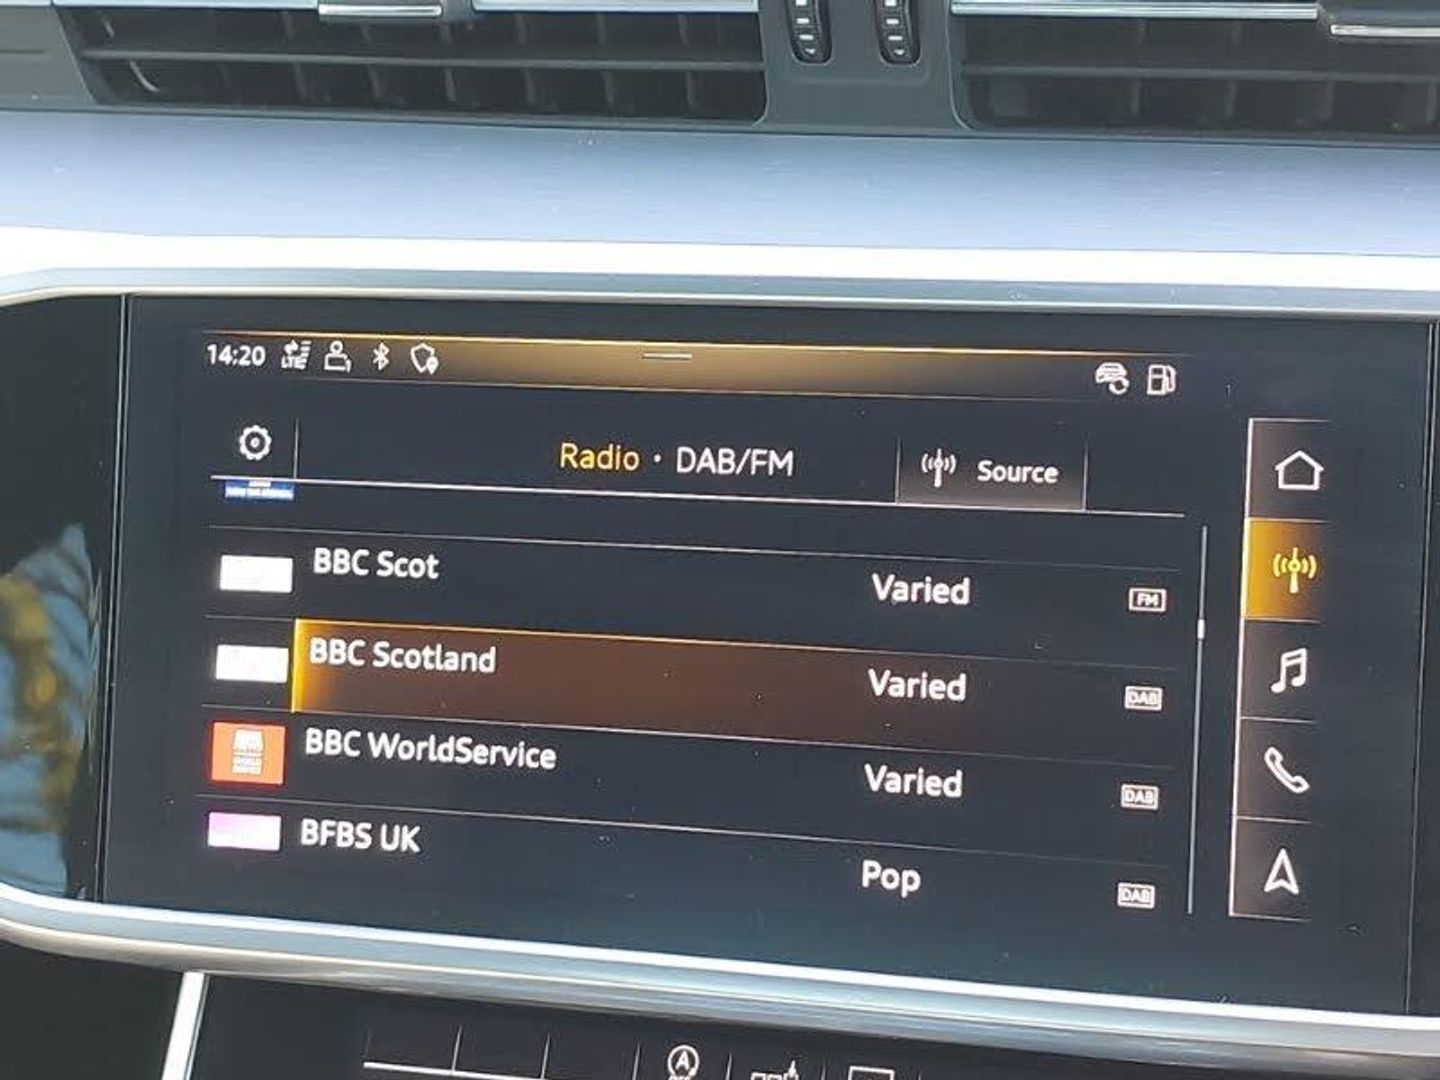 14:20 LTE
Radio · DAB/FM
Source
BBC Scot Varied FM
BBC Scotland Varied DAB
BBC WorldService Varied DAB
BFBS UK Pop DAB
A